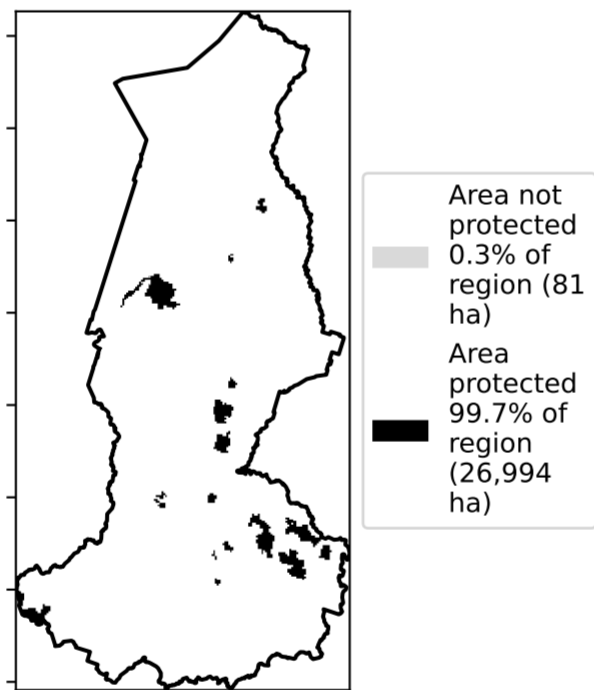 Area not
protected
0.3% of
region (81
ha)
Area
protected
99.7% of
region
(26,994
ha)